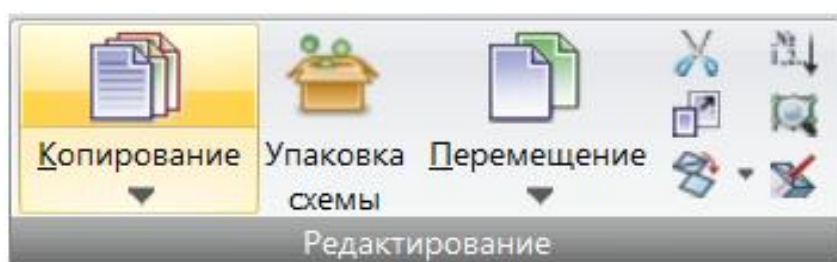 Копирование
Упаковка
схемы
Перемещение
Редактирование